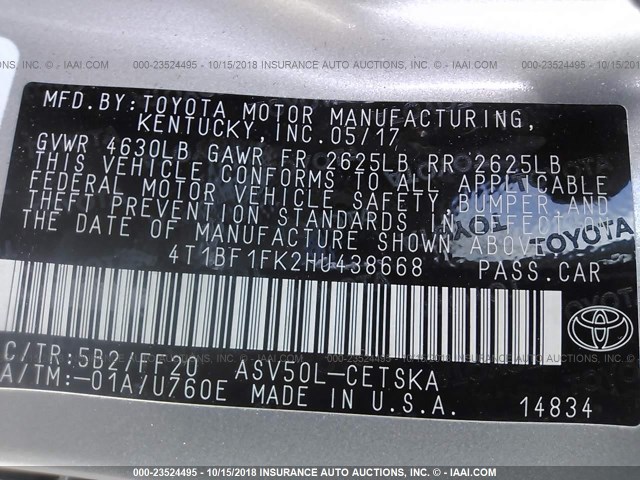 000-23524495 - 10/15/2018 INSURANCE AUTO AUCTIONS, INC. - IAAI.COM
MFD.BY:TOYOTA MOTOR MANUFACTURING,
KENTUCKY,INC.05/17
GVWR 4630LB GAWR FR 2625LB RR 2625LB
THIS VEHICLE CONFORMS TO ALL APPLICABLE
FEDERAL MOTOR VEHICLE SAFETY, BUMPER AND
THEFT PREVENTION STANDARDS IN EFFECT ON
THE DATE OF MANUFACTURE SHOWN ABOVE.
TOYOTA
TOYOTA
4T1BF1FK2HU438668 PASS.CAR
TOYOTA
C/TR:5B2/FF20 ASV50L-CETSKA
A/TM:-01A/U760E MADE IN U.S.A. 14834
000-23524495 - 10/15/2018 INSURANCE AUTO AUCTIONS, INC. - IAAI.COM